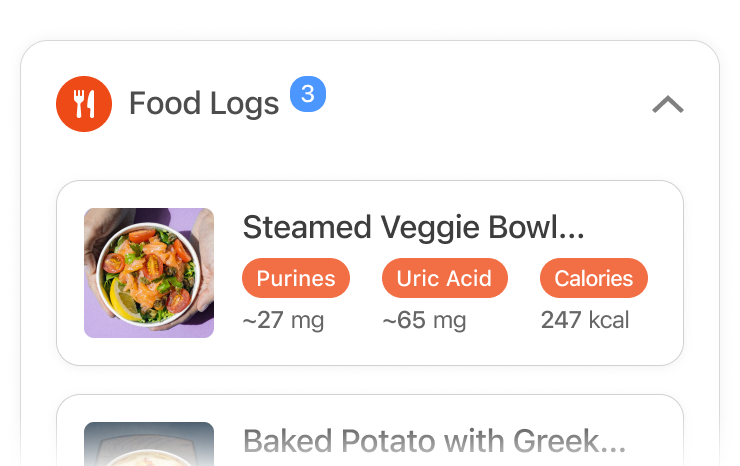 Food Logs 3
Steamed Veggie Bowl...
Purines Uric Acid Calories
~27 mg ~65 mg 247 kcal
Baked Potato with Greek...